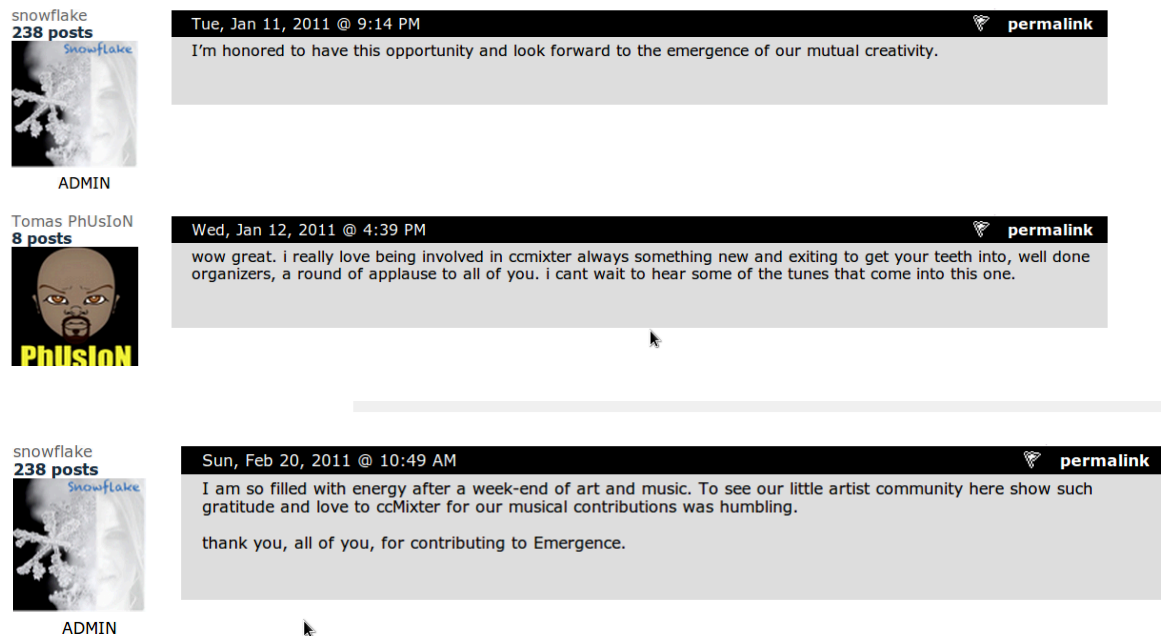 snowflake
238 posts
Snowflake
ADMIN
Tue, Jan 11, 2011 @ 9:14 PM permalink
I'm honored to have this opportunity and look forward to the emergence of our mutual creativity.
Tomas PhUsIoN
8 posts
PhUsIoN
Wed, Jan 12, 2011 @ 4:39 PM permalink
wow great. i really love being involved in ccmixter always something new and exiting to get your teeth into, well done
organizers, a round of applause to all of you. i cant wait to hear some of the tunes that come into this one.
snowflake
238 posts
Snowflake
ADMIN
Sun, Feb 20, 2011 @ 10:49 AM permalink
I am so filled with energy after a week-end of art and music. To see our little artist community here show such
gratitude and love to ccMixter for our musical contributions was humbling.
thank you, all of you, for contributing to Emergence.